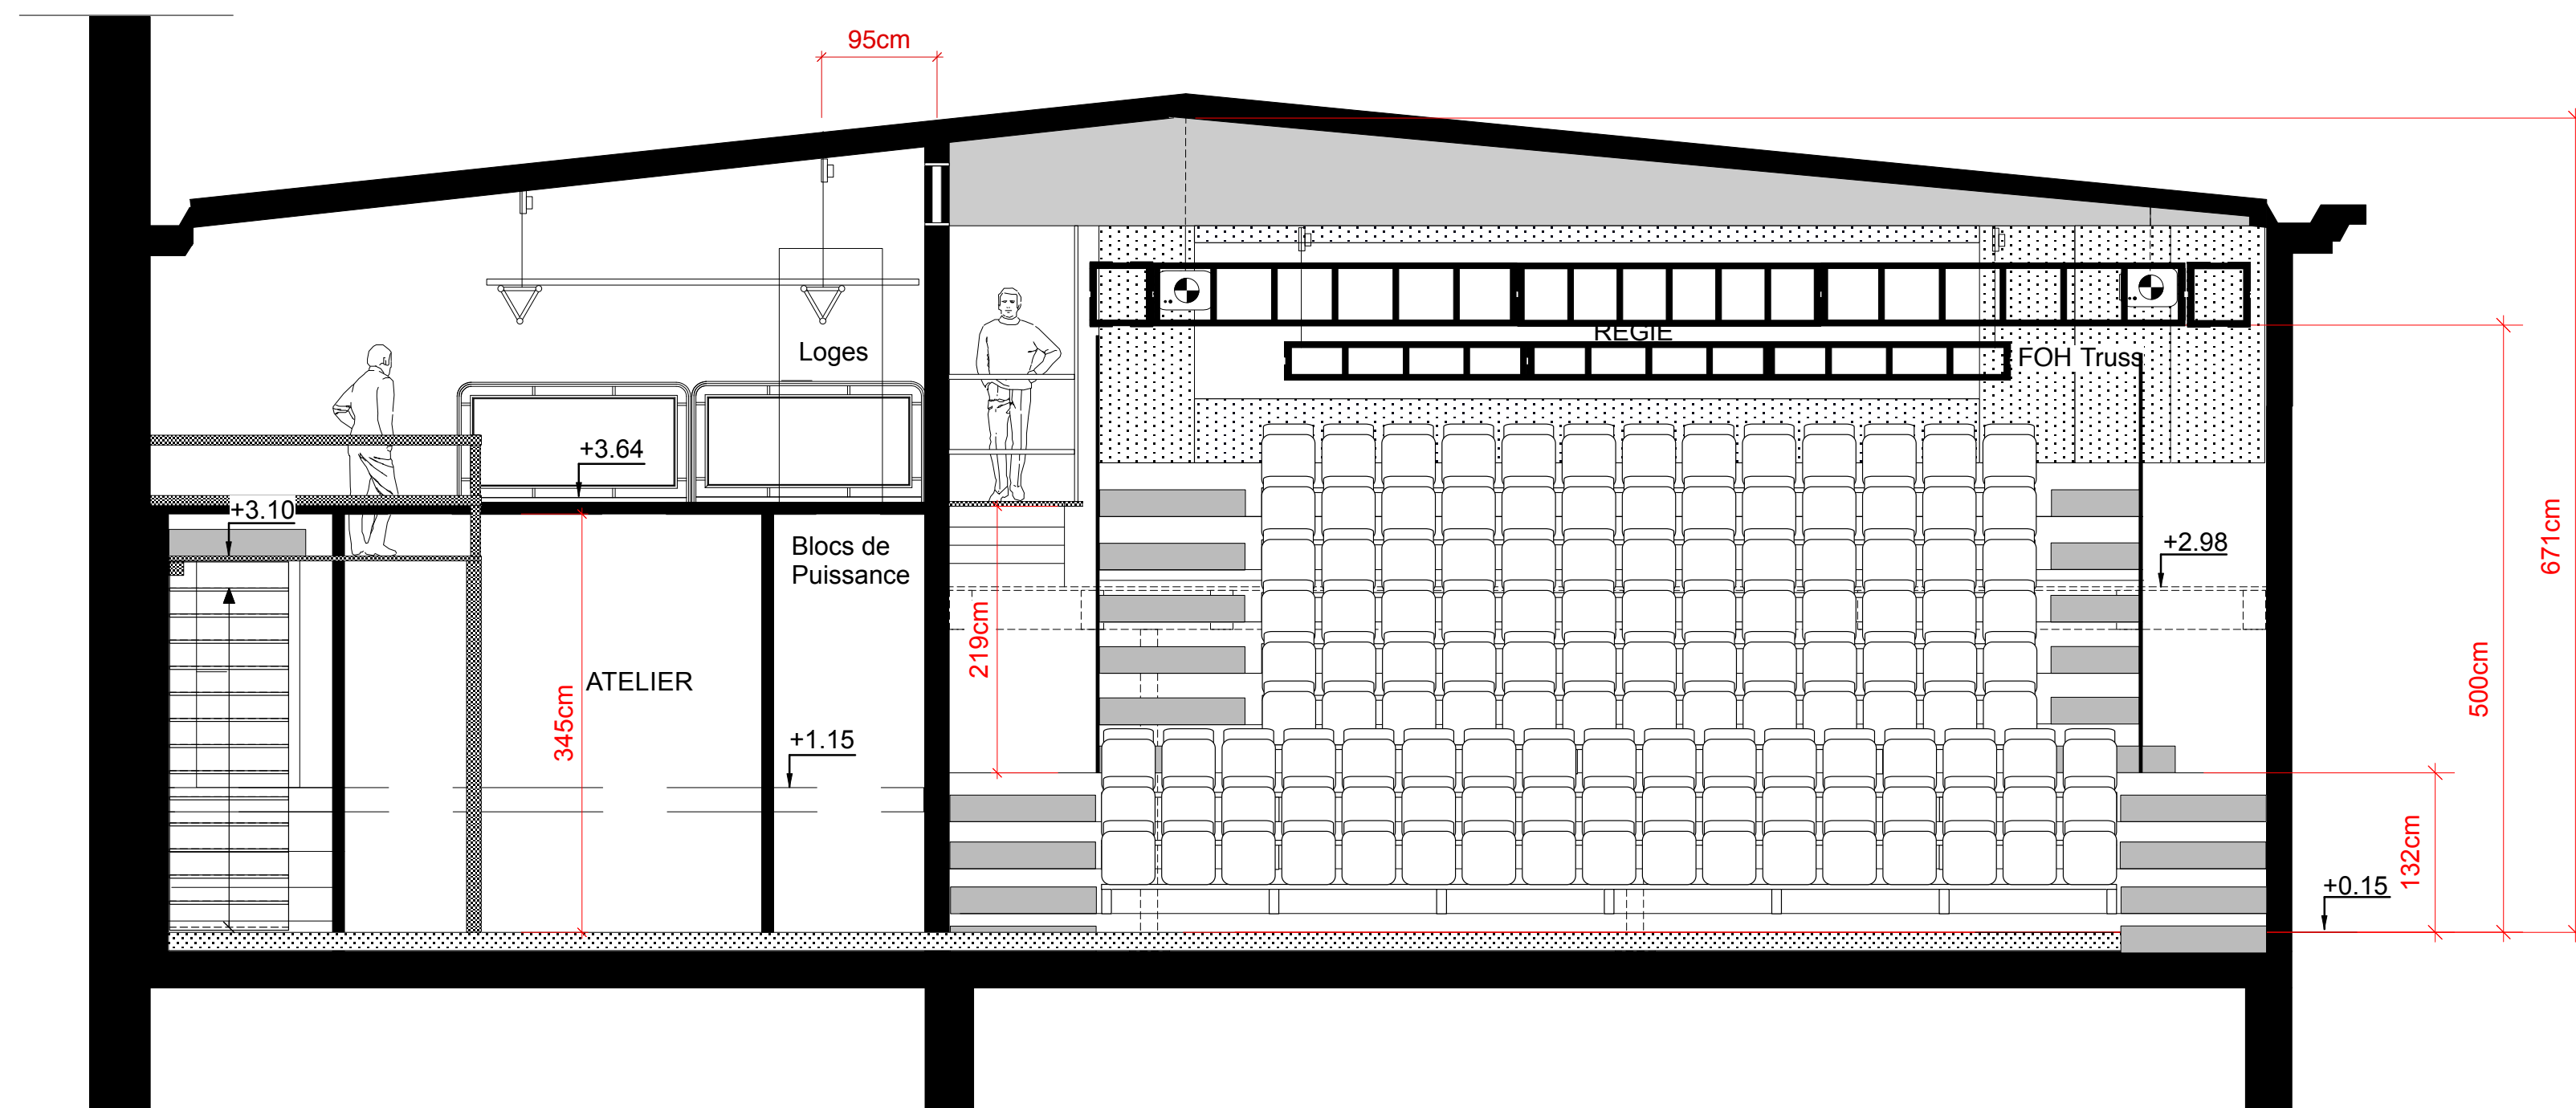 95cm
REGIE
Loges
FOH Truss
+3.64
+3.10
Blocs de
Puissance
+2.98
671cm
219cm
500cm
ATELIER
345cm
+1.15
132cm
+0.15